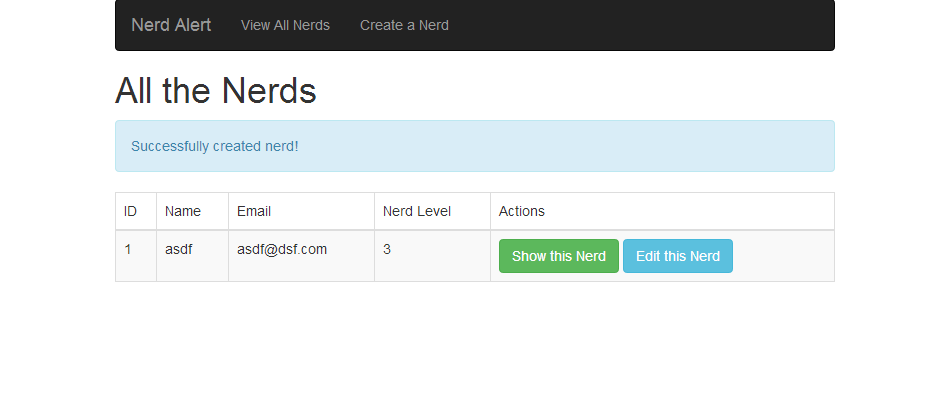 Nerd Alert View All Nerds Create a Nerd
All the Nerds
Successfully created nerd!
ID Name Email Nerd Level Actions
1 asdf asdf@dsf.com 3 Show this Nerd Edit this Nerd